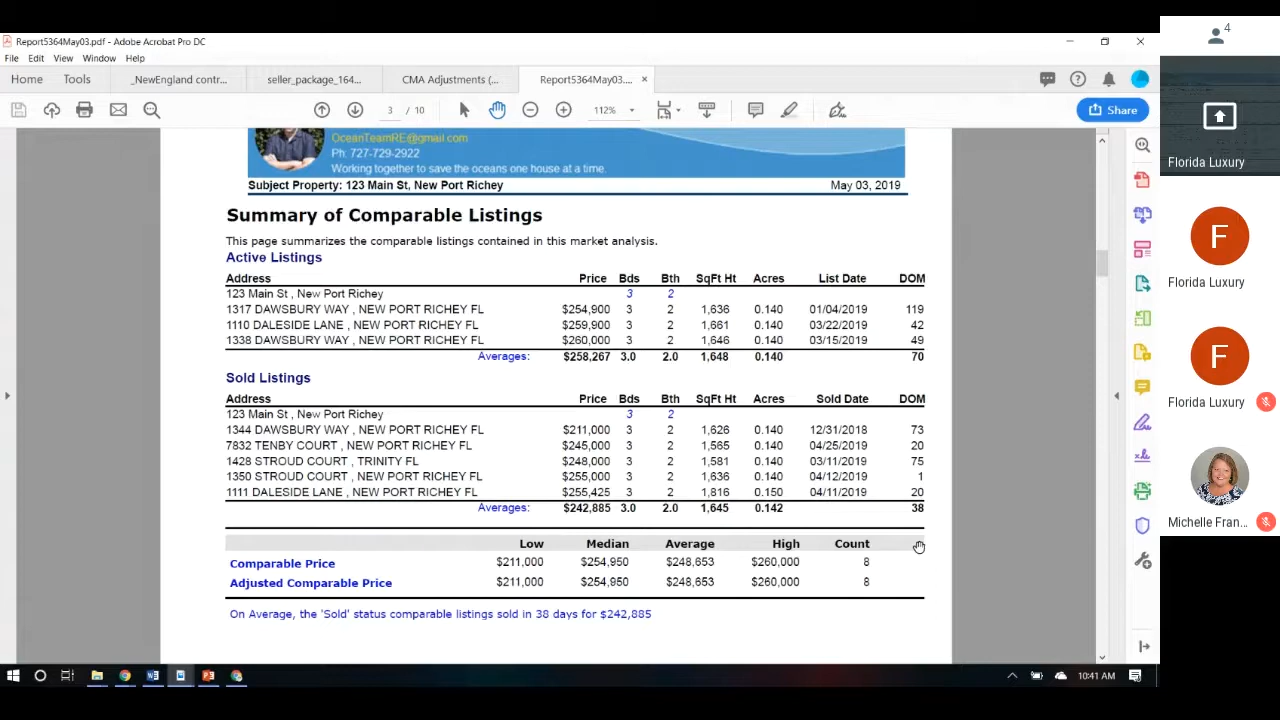 Report5364May03.pdf - Adobe Acrobat Pro DC
File Edit View Window Help
Home Tools _NewEngland contr... seller_package_164... CMA Adjustments (... Report5364May03....
3 / 10 112% Share
OceanTeamRE@gmail.com
Ph: 727-729-2922
Working together to save the oceans one house at a time.
Subject Property: 123 Main St, New Port Richey May 03, 2019
Summary of Comparable Listings
This page summarizes the comparable listings contained in this market analysis.
Active Listings
Address Price Bds Bth SqFt Ht Acres List Date DOM
123 Main St , New Port Richey 3 2
1317 DAWSBURY WAY , NEW PORT RICHEY FL $254,900 3 2 1,636 0.140 01/04/2019 119
1110 DALESIDE LANE , NEW PORT RICHEY FL $259,900 3 2 1,661 0.140 03/22/2019 42
1338 DAWSBURY WAY , NEW PORT RICHEY FL $260,000 3 2 1,646 0.140 03/15/2019 49
Averages: $258,267 3.0 2.0 1,648 0.140 70
Sold Listings
Address Price Bds Bth SqFt Ht Acres Sold Date DOM
123 Main St , New Port Richey 3 2
1344 DAWSBURY WAY , NEW PORT RICHEY FL $211,000 3 2 1,626 0.140 12/31/2018 73
7832 TENBY COURT , NEW PORT RICHEY FL $245,000 3 2 1,565 0.140 04/25/2019 20
1428 STROUD COURT , TRINITY FL $248,000 3 2 1,581 0.140 03/11/2019 75
1350 STROUD COURT , NEW PORT RICHEY FL $255,000 3 2 1,636 0.140 04/12/2019 1
1111 DALESIDE LANE , NEW PORT RICHEY FL $255,425 3 2 1,816 0.150 04/11/2019 20
Averages: $242,885 3.0 2.0 1,645 0.142 38
Low Median Average High Count
Comparable Price $211,000 $254,950 $248,653 $260,000 8
Adjusted Comparable Price $211,000 $254,950 $248,653 $260,000 8
On Average, the 'Sold' status comparable listings sold in 38 days for $242,885
10:41 AM
4
Florida Luxury
F
Florida Luxury
F
Florida Luxury
Michelle Fran...